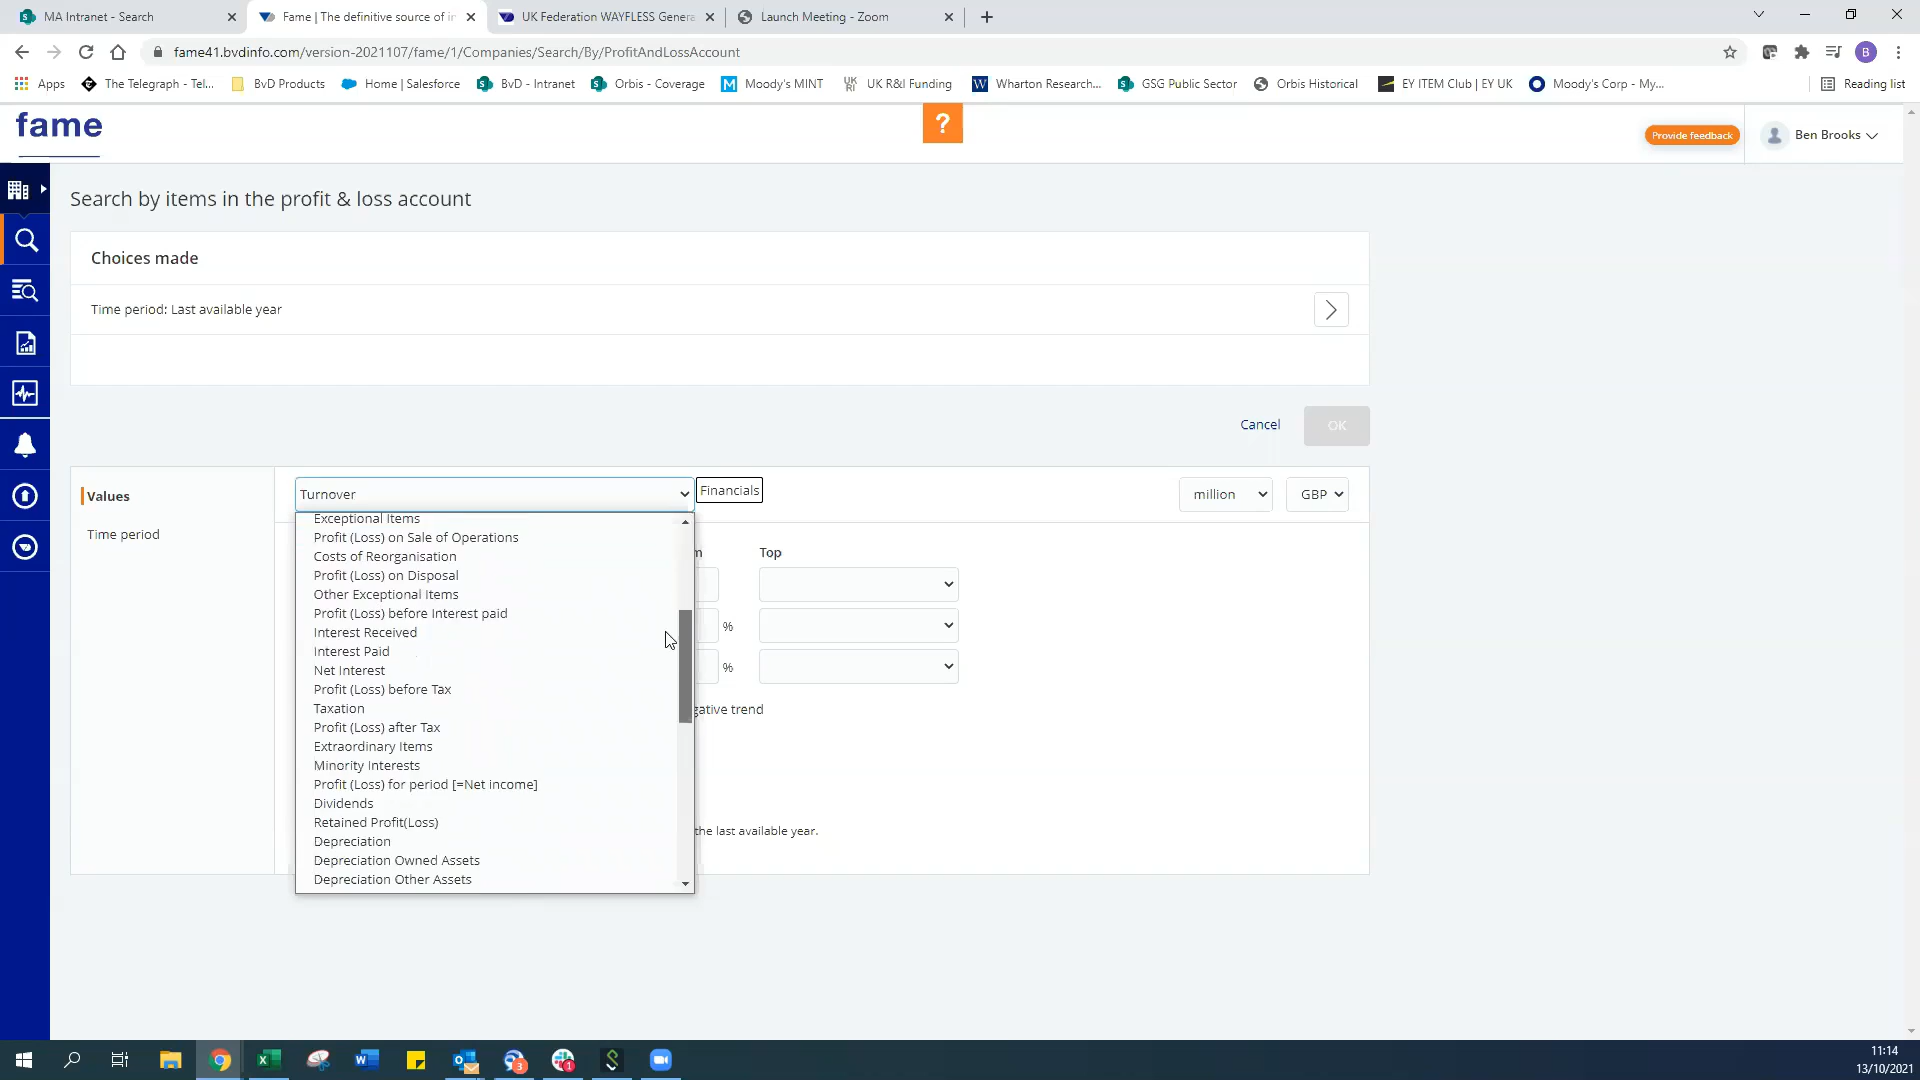 MA Intranet - Search
Fame | The definitive source of in
UK Federation WAYFLESS Genera
Launch Meeting - Zoom
fame41.bvdinfo.com/version-2021107/fame/1/Companies/Search/By/ProfitAndLossAccount
B
Apps
The Telegraph - Tel...
BvD Products
Home | Salesforce
BvD - Intranet
Orbis - Coverage
Moody's MINT
UK R&I Funding
Wharton Research...
GSG Public Sector
Orbis Historical
EY ITEM Club | EY UK
Moody's Corp - My...
Reading list
fame
?
Provide feedback
Ben Brooks
Search by items in the profit & loss account
Choices made
Time period: Last available year
Cancel
OK
Values
Time period
Turnover
Financials
million
GBP
Exceptional Items
Profit (Loss) on Sale of Operations
Costs of Reorganisation
Profit (Loss) on Disposal
Other Exceptional Items
Profit (Loss) before Interest paid
Interest Received
Interest Paid
Net Interest
Profit (Loss) before Tax
Taxation
Profit (Loss) after Tax
Extraordinary Items
Minority Interests
Profit (Loss) for period [=Net income]
Dividends
Retained Profit(Loss)
Depreciation
Depreciation Owned Assets
Depreciation Other Assets
m
Top
%
%
gative trend
the last available year.
3
1
11:14
13/10/2021